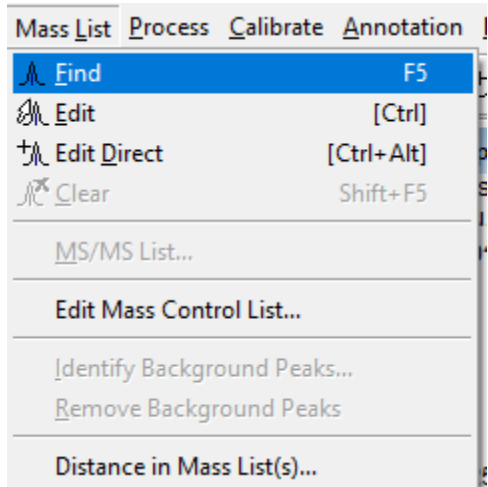 Mass List Process Calibrate Annotation
Find F5
Edit [Ctrl]
Edit Direct [Ctrl+Alt]
Clear Shift+F5
MS/MS List...
Edit Mass Control List...
Identify Background Peaks...
Remove Background Peaks
Distance in Mass List(s)...